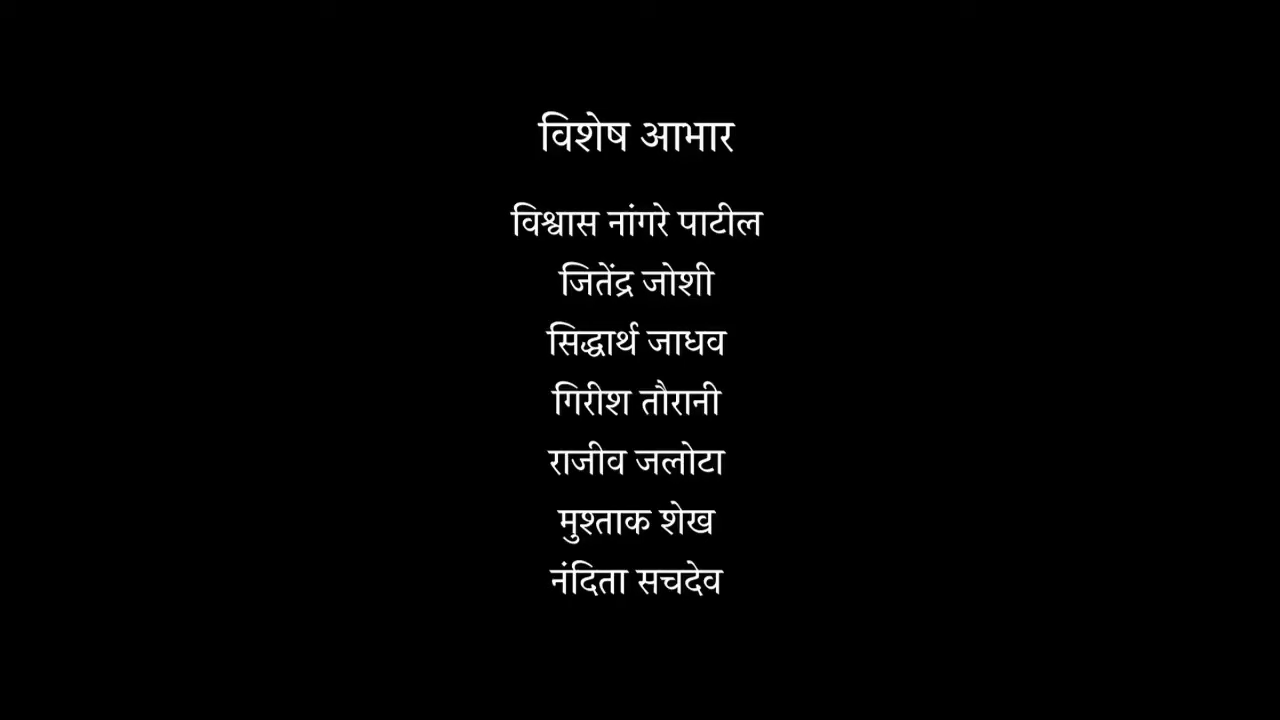 विशेष आभार
विश्वास नांगरे पाटील
जितेंद्र जोशी
सिद्धार्थ जाधव
गिरीश तौरानी
राजीव जलोटा
मुश्ताक शेख
नंदिता सचदेव